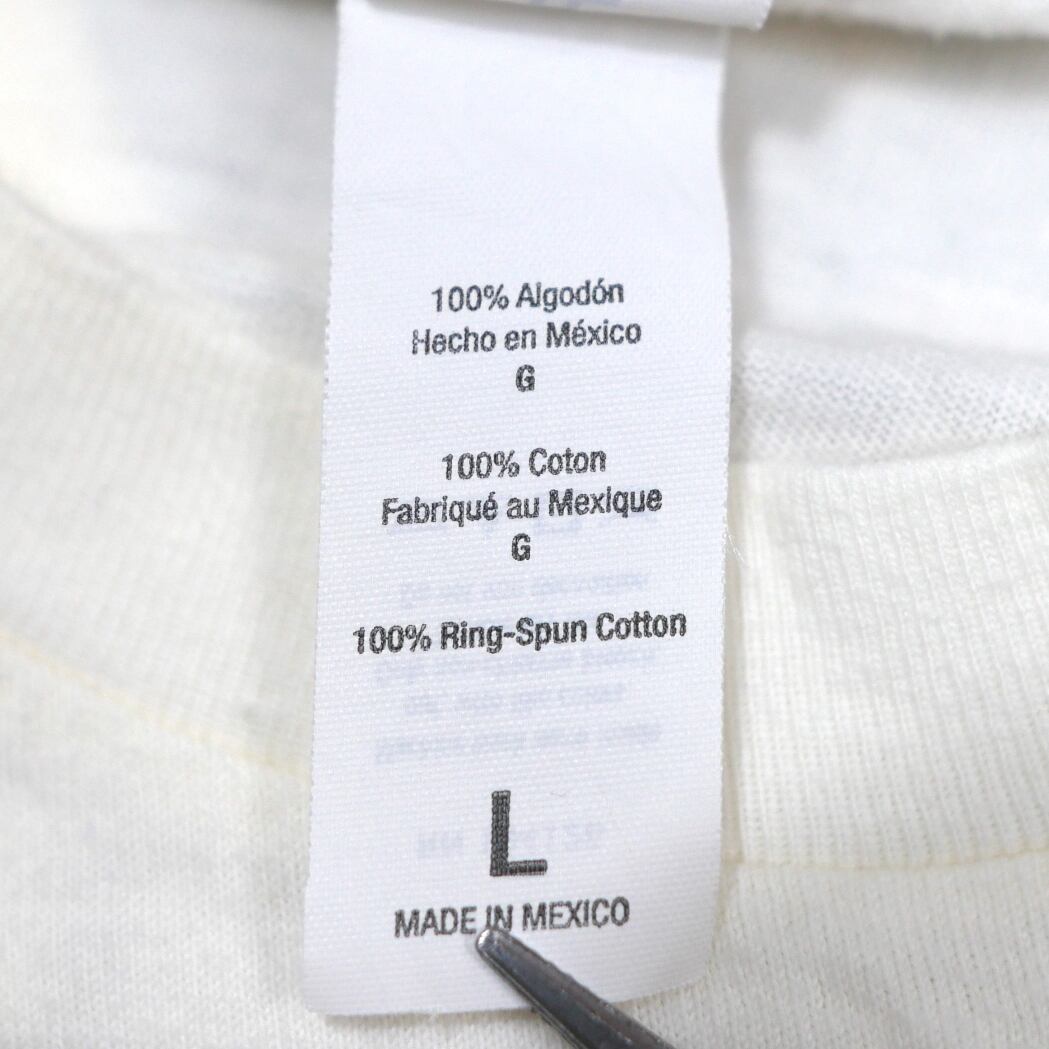 100% Algodón
Hecho en México
G
100% Coton
Fabriqué au Mexique
G
100% Ring-Spun Cotton
L
MADE IN MEXICO